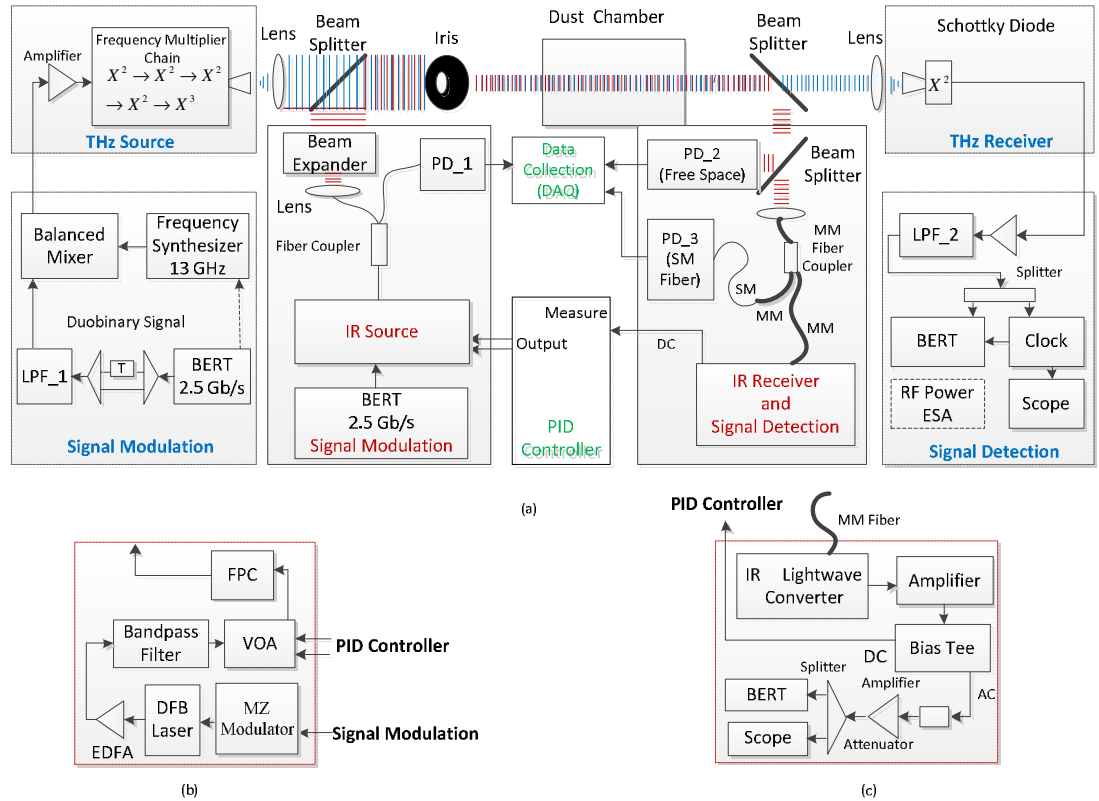 Amplifier
Frequency Multiplier
Chain
X² → X² → X²
→ X² → X³
THz Source
Lens
Beam
Splitter
Iris
Dust Chamber
Beam
Splitter
Lens
Schottky Diode
X²
THz Receiver
Balanced
Mixer
Frequency
Synthesizer
13 GHz
Duobinary Signal
LPF_1
T
BERT
2.5 Gb/s
Signal Modulation
Beam
Expander
Lens
PD_1
Fiber Coupler
IR Source
BERT
2.5 Gb/s
Signal Modulation
Data
Collection
(DAQ)
Measure
Output
PID
Controller
PD_2
(Free Space)
Beam
Splitter
PD_3
(SM
Fiber)
MM
Fiber
Coupler
SM
MM
MM
DC
IR Receiver
and
Signal Detection
LPF_2
Splitter
BERT
Clock
RF Power
ESA
Scope
Signal Detection
(a)
FPC
Bandpass
Filter
VOA
PID Controller
EDFA
DFB
Laser
MZ
Modulator
Signal Modulation
(b)
PID Controller
MM Fiber
IR Lightwave
Converter
Amplifier
Bias Tee
DC
AC
Splitter
Amplifier
BERT
Scope
Attenuator
(c)